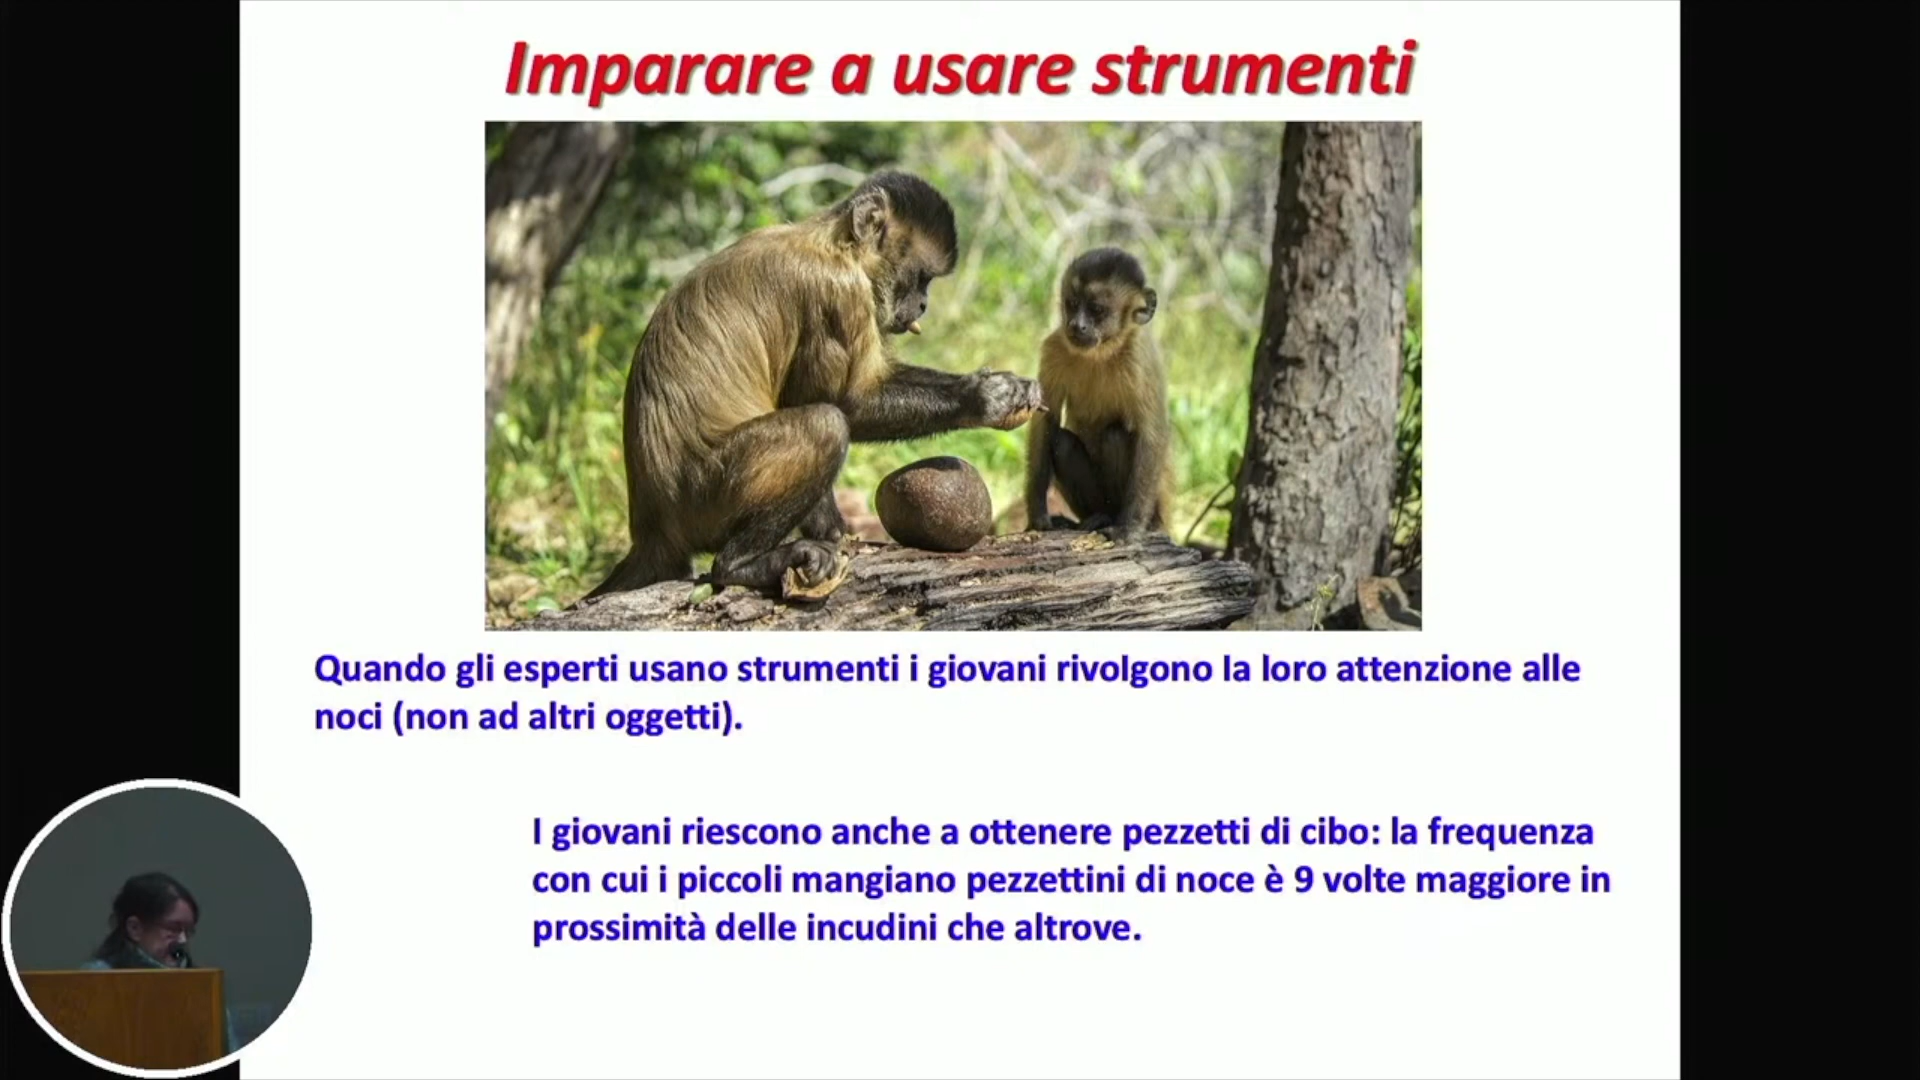 Imparare a usare strumenti
Quando gli esperti usano strumenti i giovani rivolgono la loro attenzione alle
noci (non ad altri oggetti).
I giovani riescono anche a ottenere pezzetti di cibo: la frequenza
con cui i piccoli mangiano pezzettini di noce è 9 volte maggiore in
prossimità delle incudini che altrove.